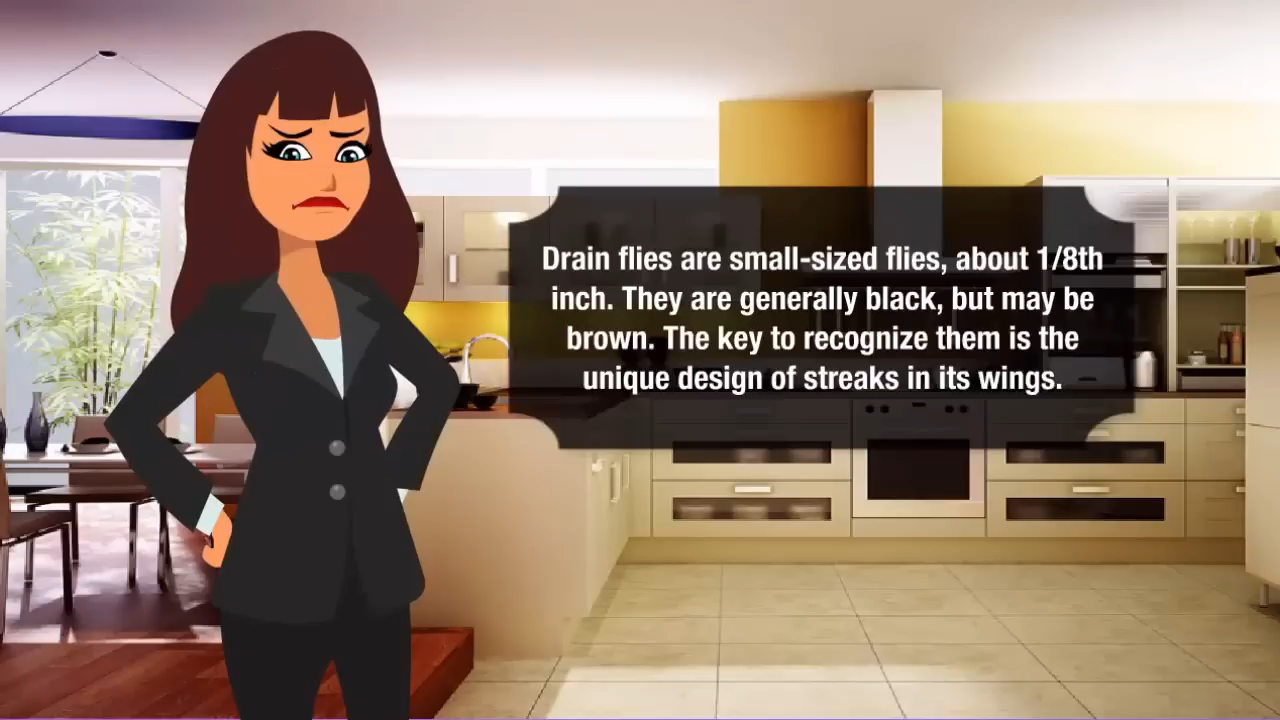 Drain flies are small-sized flies, about 1/8th
inch. They are generally black, but may be
brown. The key to recognize them is the
unique design of streaks in its wings.